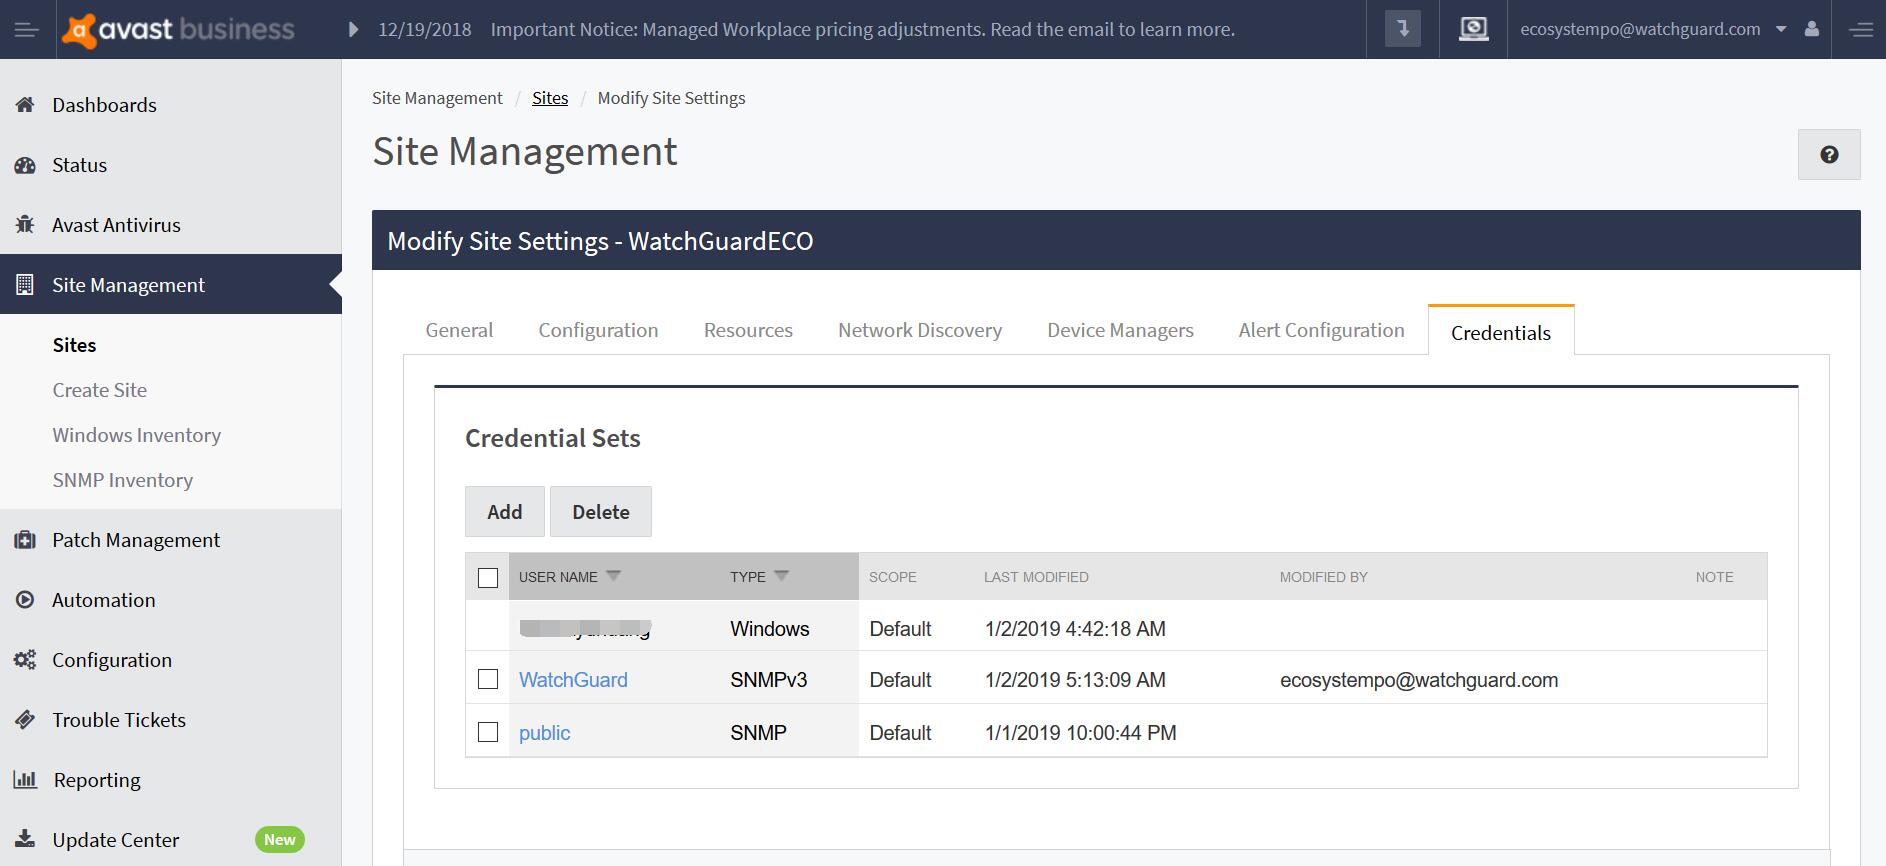 avast business
12/19/2018 Important Notice: Managed Workplace pricing adjustments. Read the email to learn more.
ecosystempo@watchguard.com
Dashboards
Status
Avast Antivirus
Site Management
Sites
Create Site
Windows Inventory
SNMP Inventory
Patch Management
Automation
Configuration
Trouble Tickets
Reporting
Update Center New
Site Management / Sites / Modify Site Settings
Site Management
Modify Site Settings - WatchGuardECO
General Configuration Resources Network Discovery Device Managers Alert Configuration Credentials
Credential Sets
Add Delete
USER NAME TYPE SCOPE LAST MODIFIED MODIFIED BY NOTE
Windows Default 1/2/2019 4:42:18 AM
WatchGuard SNMPv3 Default 1/2/2019 5:13:09 AM ecosystempo@watchguard.com
public SNMP Default 1/1/2019 10:00:44 PM